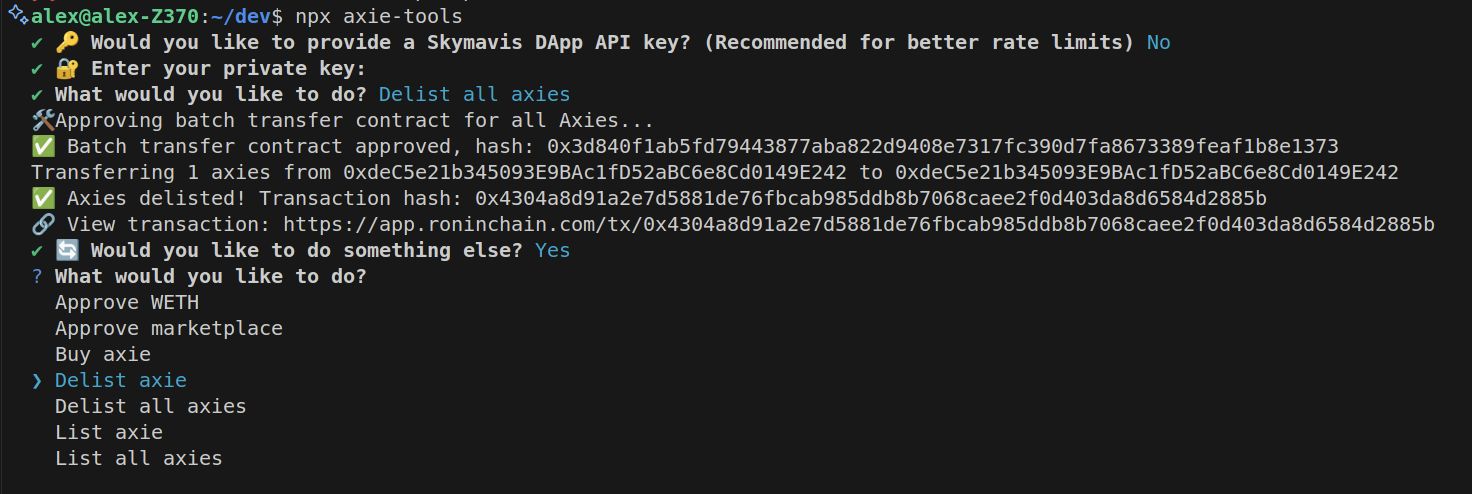 alex@alex-Z370:~/dev$ npx axie-tools
✔ 🔑 Would you like to provide a Skymavis DApp API key? (Recommended for better rate limits) No
✔ 🔐 Enter your private key:
✔ What would you like to do? Delist all axies
🛠️Approving batch transfer contract for all Axies...
✅ Batch transfer contract approved, hash: 0x3d840f1ab5fd79443877aba822d9408e7317fc390d7fa8673389feaf1b8e1373
Transferring 1 axies from 0xdeC5e21b345093E9BAc1fD52aBC6e8Cd0149E242 to 0xdeC5e21b345093E9BAc1fD52aBC6e8Cd0149E242
✅ Axies delisted! Transaction hash: 0x4304a8d91a2e7d5881de76fbcab985ddb8b7068caee2f0d403da8d6584d2885b
🔗 View transaction: https://app.roninchain.com/tx/0x4304a8d91a2e7d5881de76fbcab985ddb8b7068caee2f0d403da8d6584d2885b
✔ 🔄 Would you like to do something else? Yes
? What would you like to do?
Approve WETH
Approve marketplace
Buy axie
❯ Delist axie
Delist all axies
List axie
List all axies